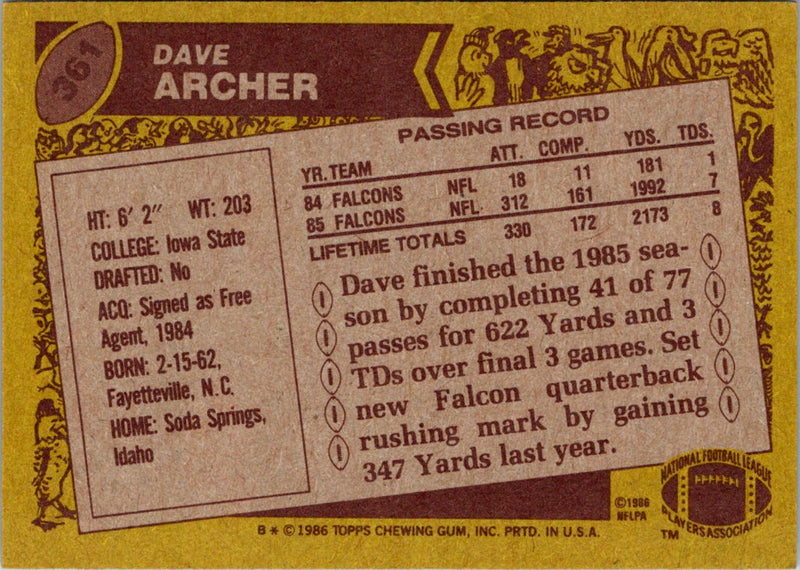 361
DAVE
ARCHER
HT: 6' 2" WT: 203
COLLEGE: Iowa State
DRAFTED: No
ACQ: Signed as Free
Agent, 1984
BORN: 2-15-62,
Fayetteville, N.C.
HOME: Soda Springs,
Idaho
PASSING RECORD
YR. TEAM ATT. COMP. YDS. TDS.
84 FALCONS NFL 18 11 181 1
85 FALCONS NFL 312 161 1992 7
LIFETIME TOTALS 330 172 2173 8
Dave finished the 1985 sea-
son by completing 41 of 77
passes for 622 Yards and 3
TDs over final 3 games. Set
new Falcon quarterback
rushing mark by gaining
347 Yards last year.
©1986
NFLPA
NATIONAL FOOTBALL LEAGUE
PLAYERS ASSOCIATION
TM
B * © 1986 TOPPS CHEWING GUM, INC. PRTD. IN U.S.A.